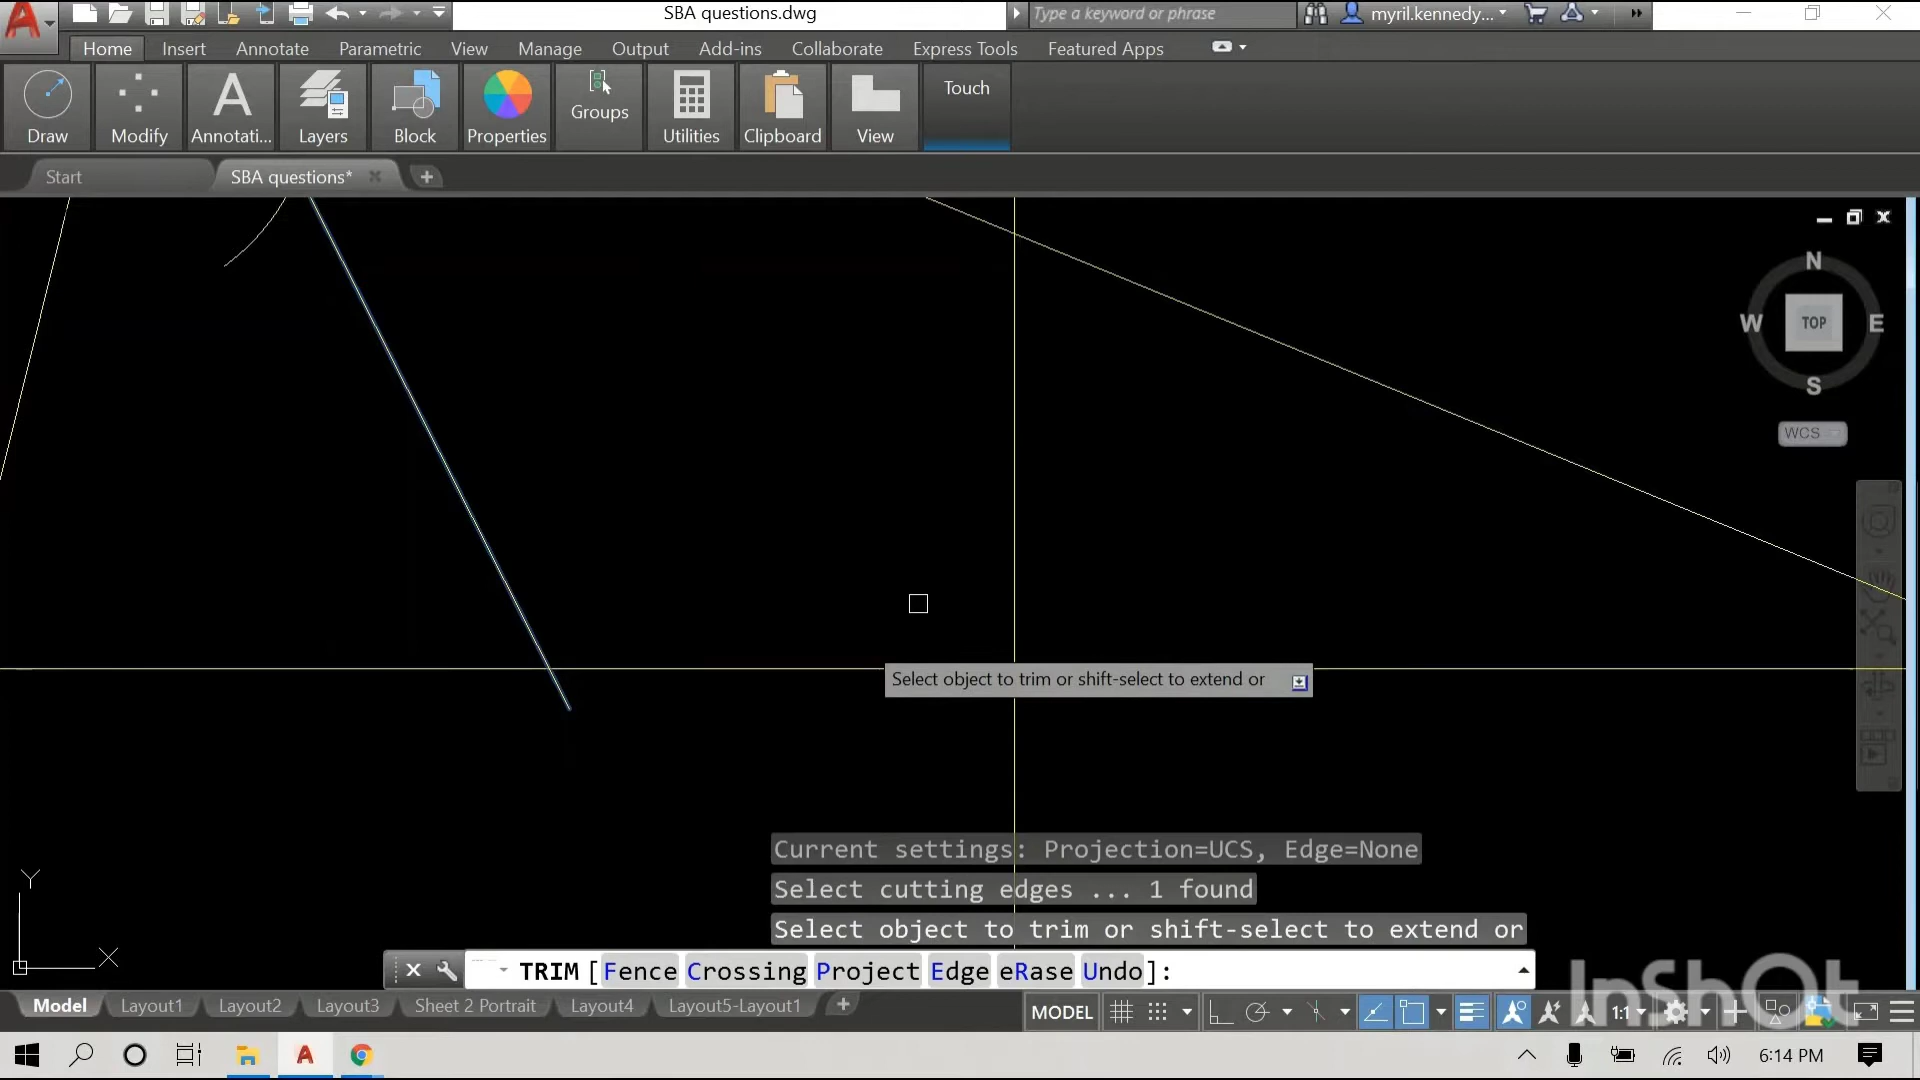 SBA questions.dwg
Type a keyword or phrase
myril.kennedy...
Home Insert Annotate Parametric View Manage Output Add-ins Collaborate Express Tools Featured Apps
Draw
Modify
Annotati...
Layers
Block
Properties
Groups
Utilities
Clipboard
View
Touch
Start
SBA questions*
N
W
TOP
E
S
WCS
Select object to trim or shift-select to extend or
Y
X
Current settings: Projection=UCS, Edge=None
Select cutting edges ... 1 found
Select object to trim or shift-select to extend or
TRIM [Fence Crossing Project Edge eRase Undo]:
InShOt
Model Layout1 Layout2 Layout3 Sheet 2 Portrait Layout4 Layout5-Layout1
MODEL
1:1
6:14 PM